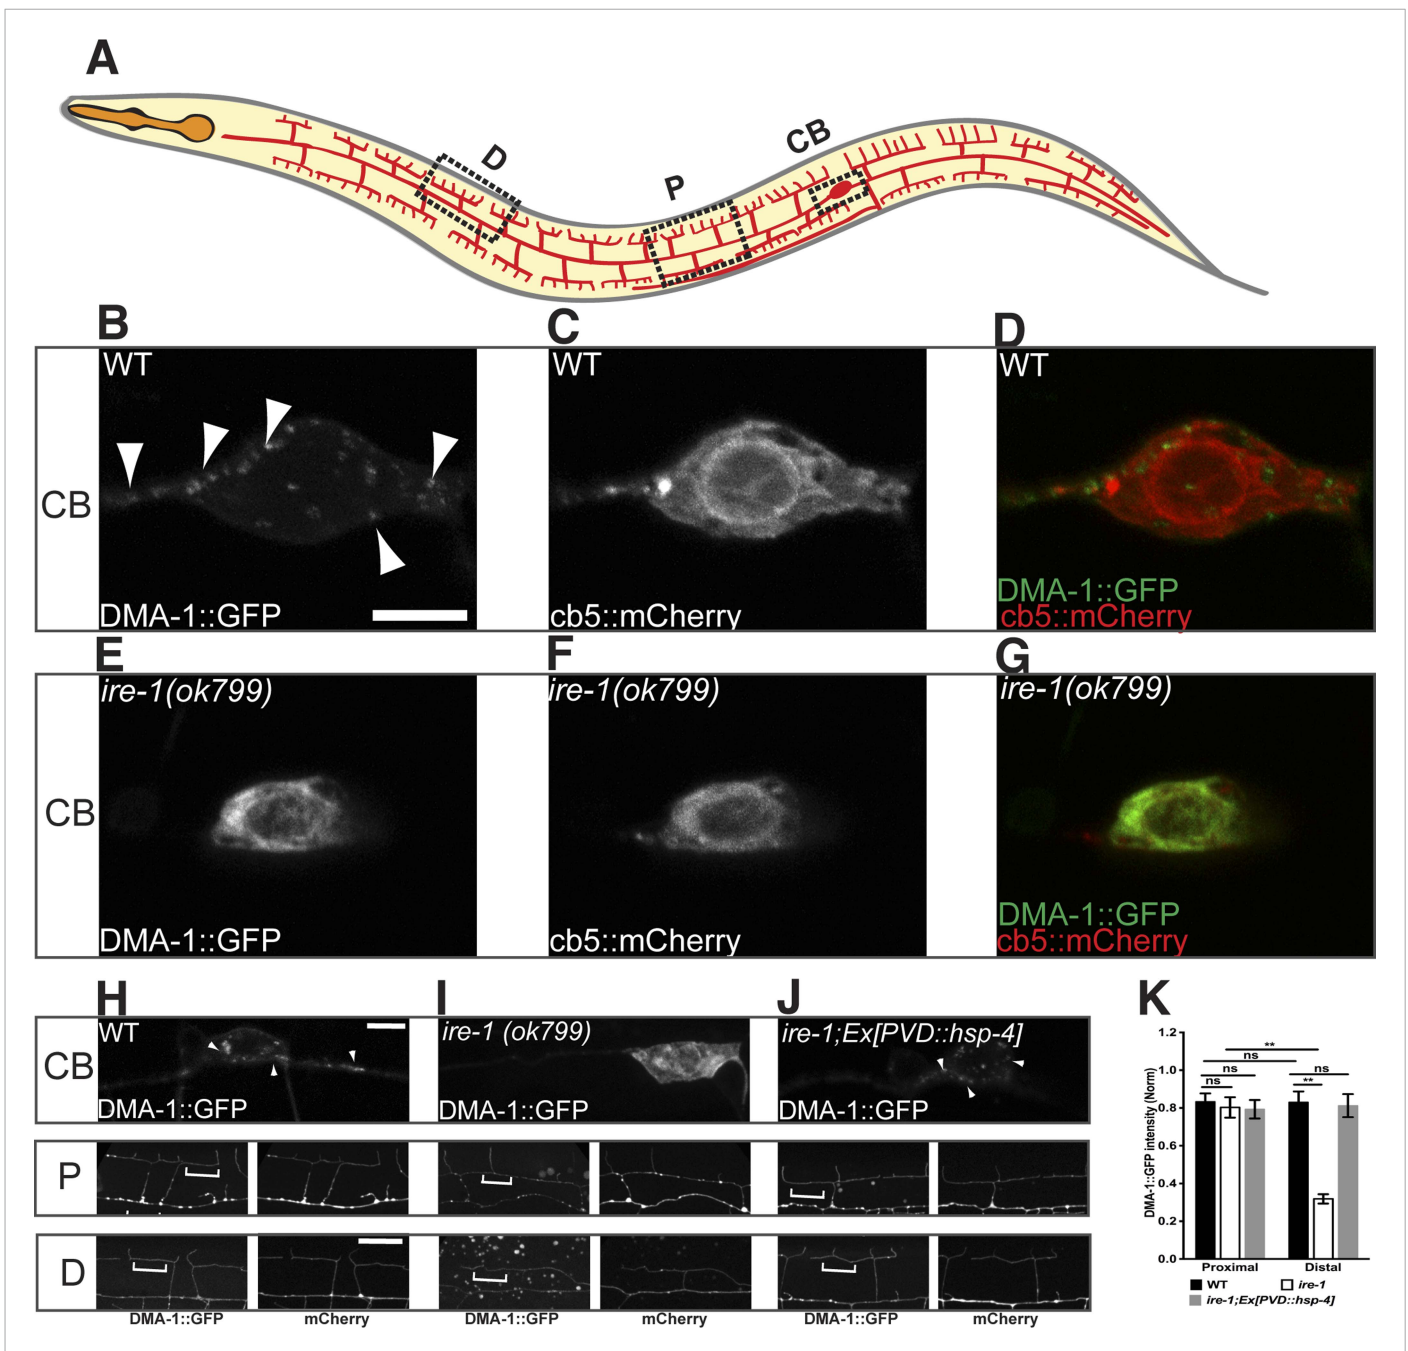 A
D
P
CB
B
C
D
WT
WT
WT
CB
DMA-1::GFP
cb5::mCherry
DMA-1::GFP
cb5::mCherry
E
F
G
ire-1(ok799)
ire-1(ok799)
ire-1(ok799)
CB
DMA-1::GFP
cb5::mCherry
DMA-1::GFP
cb5::mCherry
H
I
J
K
WT
ire-1 (ok799)
ire-1;Ex[PVD::hsp-4]
CB
DMA-1::GFP
DMA-1::GFP
DMA-1::GFP
P
D
DMA-1::GFP
mCherry
DMA-1::GFP
mCherry
DMA-1::GFP
mCherry
DMA-1::GFP intensity (Norm)
1.2
1.0
0.8
0.6
0.4
0.2
0.0
**
ns
ns
ns
ns
**
Proximal
Distal
WT
ire-1
ire-1;Ex[PVD::hsp-4]